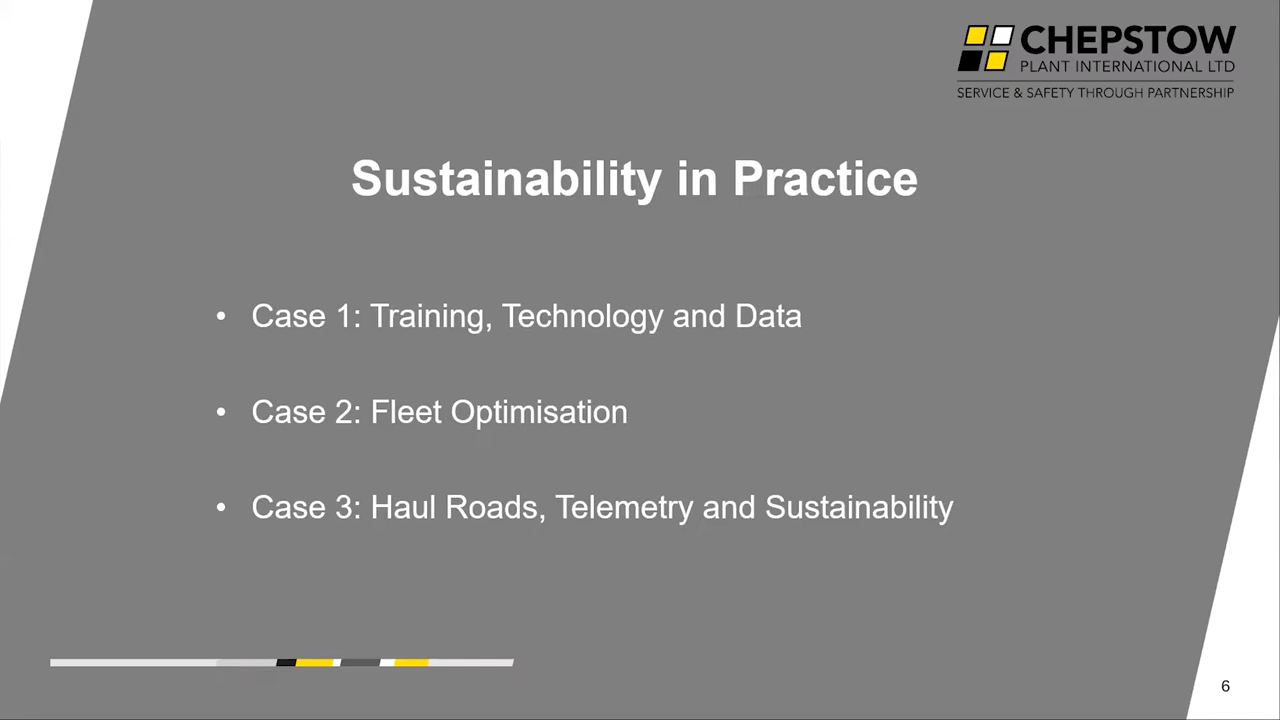 CHEPSTOW
PLANT INTERNATIONAL LTD
SERVICE & SAFETY THROUGH PARTNERSHIP
Sustainability in Practice
• Case 1: Training, Technology and Data
• Case 2: Fleet Optimisation
• Case 3: Haul Roads, Telemetry and Sustainability
6